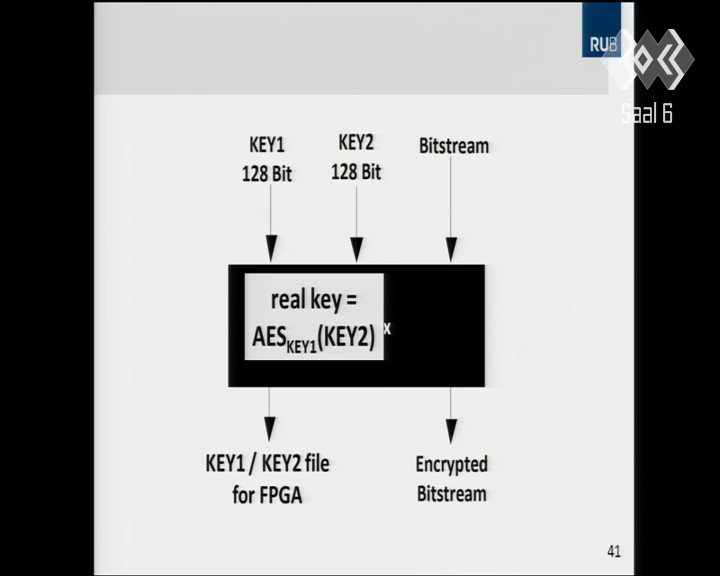 RUB
Saal 6
KEY1
128 Bit
KEY2
128 Bit
Bitstream
real key =
AES KEY1(KEY2)
x
KEY1 / KEY2 file
for FPGA
Encrypted
Bitstream
41